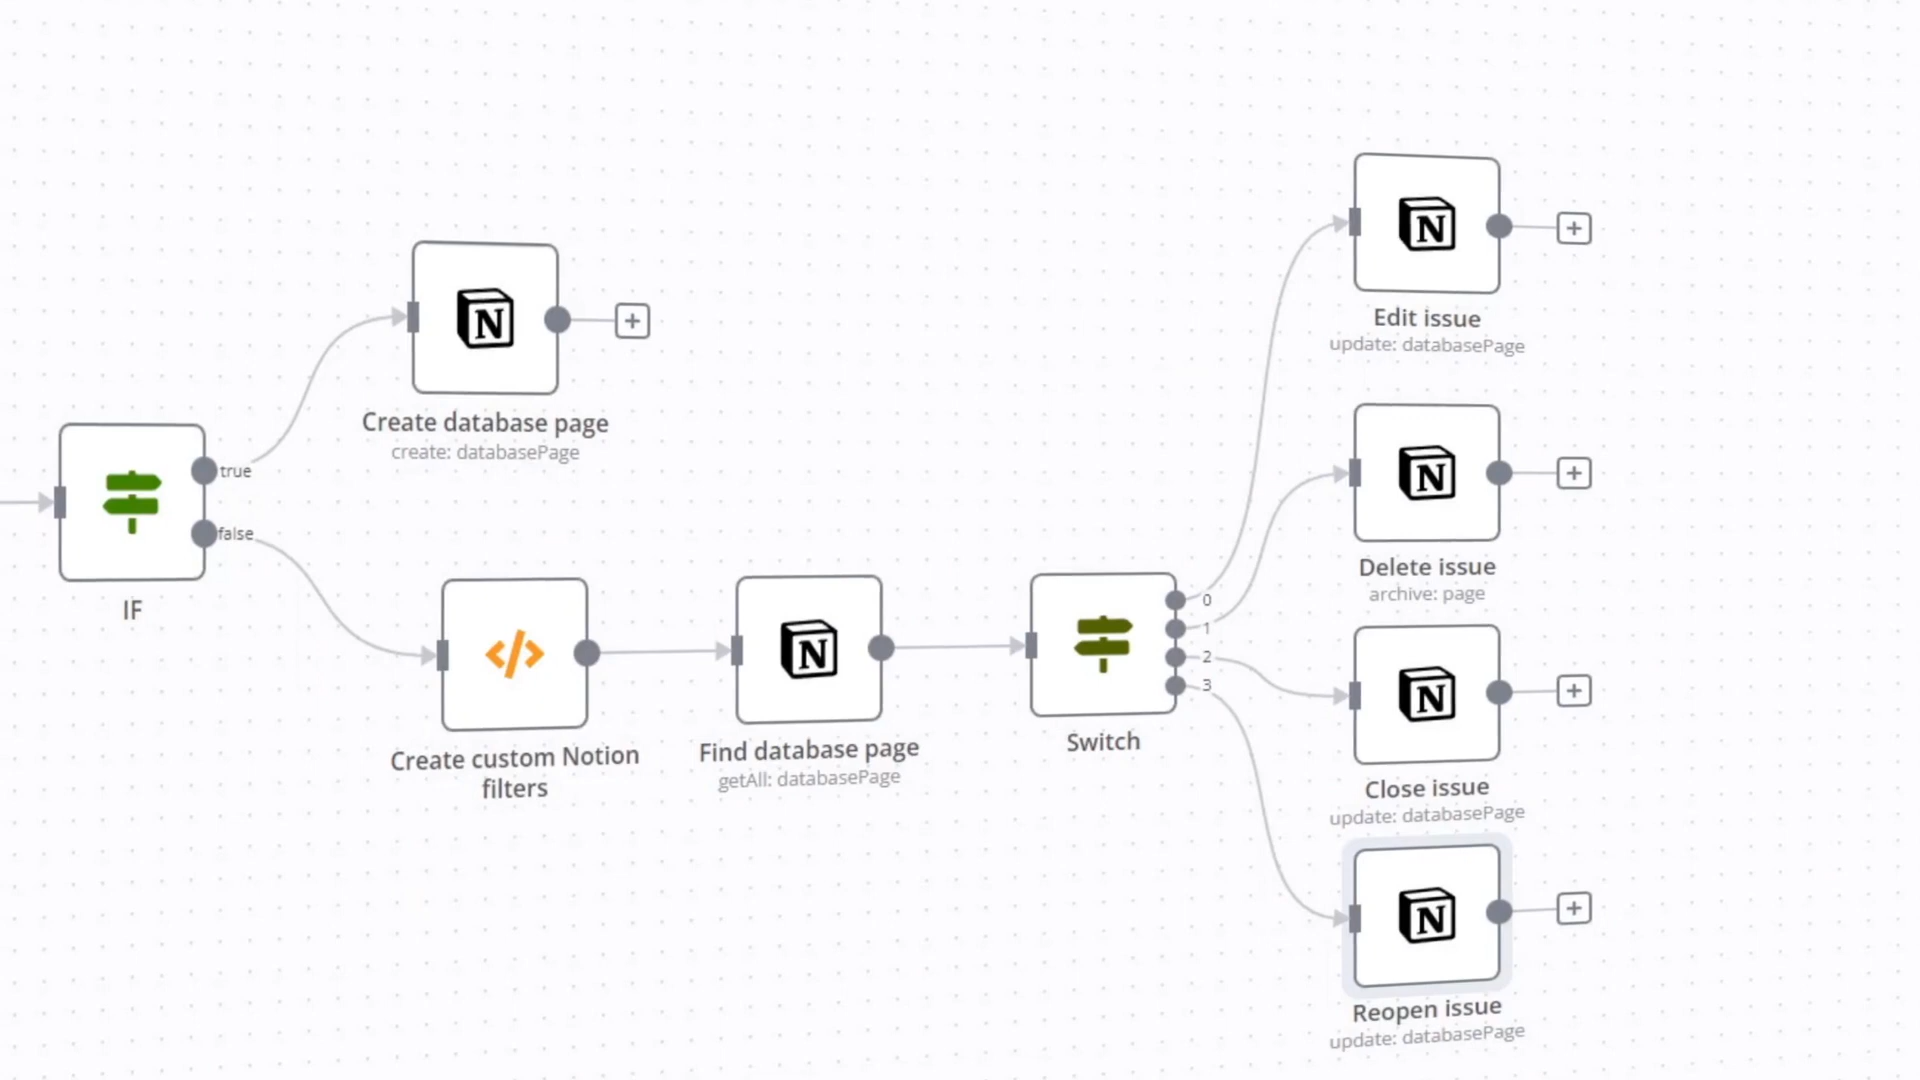 true
false
IF
N
Create database page
create: databasePage
Create custom Notion
filters
N
Find database page
getAll: databasePage
0
1
2
3
Switch
N
Edit issue
update: databasePage
N
Delete issue
archive: page
N
Close issue
update: databasePage
N
Reopen issue
update: databasePage